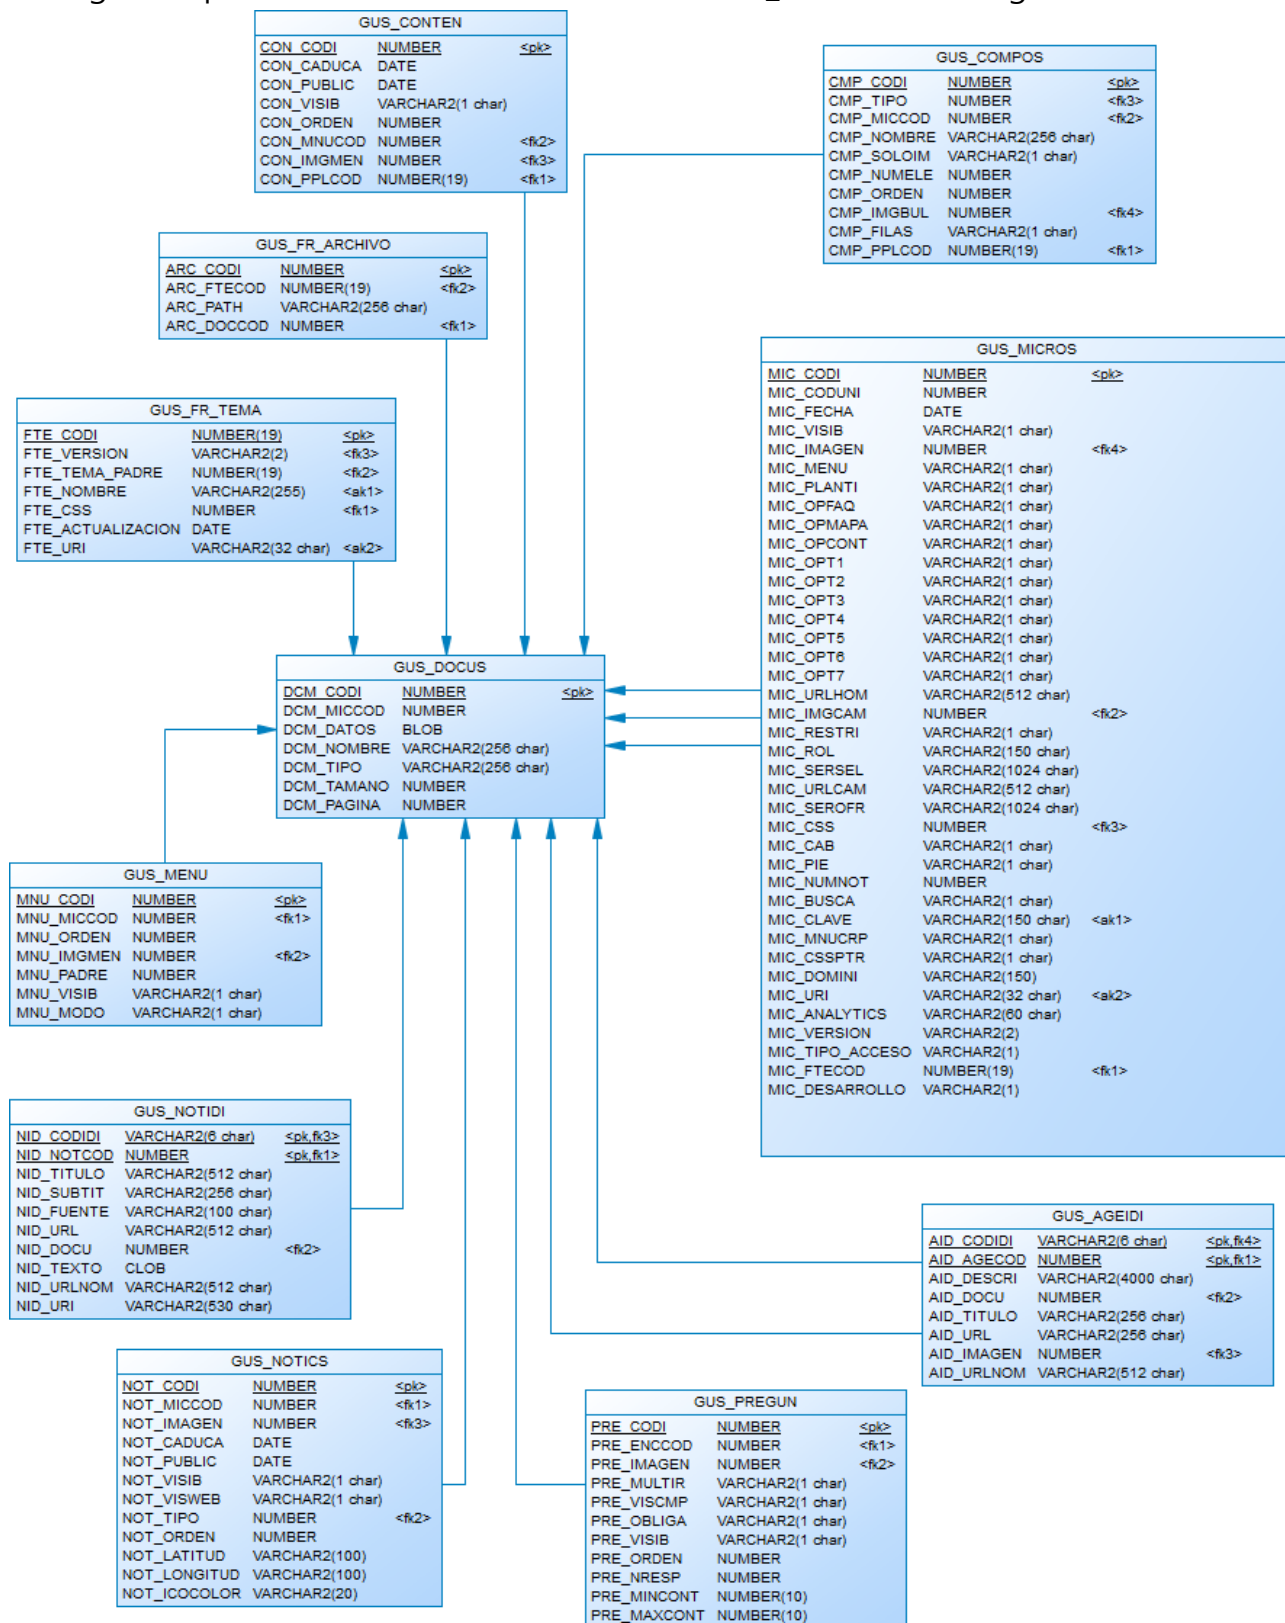 GUS_CONTEN
CON_CODI NUMBER <pk>
CON_CADUCA DATE
CON_PUBLIC DATE
CON_VISIB VARCHAR2(1 char)
CON_ORDEN NUMBER
CON_MNUCOD NUMBER <fk2>
CON_IMGMEN NUMBER <fk3>
CON_PPLCOD NUMBER(19) <fk1>
GUS_COMPOS
CMP_CODI NUMBER <pk>
CMP_TIPO NUMBER <fk3>
CMP_MICCOD NUMBER <fk2>
CMP_NOMBRE VARCHAR2(256 char)
CMP_SOLOIM VARCHAR2(1 char)
CMP_NUMELE NUMBER
CMP_ORDEN NUMBER
CMP_IMGBUL NUMBER <fk4>
CMP_FILAS VARCHAR2(1 char)
CMP_PPLCOD NUMBER(19) <fk1>
GUS_FR_ARCHIVO
ARC_CODI NUMBER <pk>
ARC_FTECOD NUMBER(19) <fk2>
ARC_PATH VARCHAR2(256 char)
ARC_DOCCOD NUMBER <fk1>
GUS_MICROS
MIC_CODI NUMBER <pk>
MIC_CODUNI NUMBER
MIC_FECHA DATE
MIC_VISIB VARCHAR2(1 char)
MIC_IMAGEN NUMBER <fk4>
MIC_MENU VARCHAR2(1 char)
MIC_PLANTI VARCHAR2(1 char)
MIC_OPFAQ VARCHAR2(1 char)
MIC_OPMAPA VARCHAR2(1 char)
MIC_OPCONT VARCHAR2(1 char)
MIC_OPT1 VARCHAR2(1 char)
MIC_OPT2 VARCHAR2(1 char)
MIC_OPT3 VARCHAR2(1 char)
MIC_OPT4 VARCHAR2(1 char)
MIC_OPT5 VARCHAR2(1 char)
MIC_OPT6 VARCHAR2(1 char)
MIC_OPT7 VARCHAR2(1 char)
MIC_URLHOM VARCHAR2(512 char)
MIC_IMGCAM NUMBER <fk2>
MIC_RESTRI VARCHAR2(1 char)
MIC_ROL VARCHAR2(150 char)
MIC_SERSEL VARCHAR2(1024 char)
MIC_URLCAM VARCHAR2(512 char)
MIC_SEROFR VARCHAR2(1024 char)
MIC_CSS NUMBER <fk3>
MIC_CAB VARCHAR2(1 char)
MIC_PIE VARCHAR2(1 char)
MIC_NUMNOT NUMBER
MIC_BUSCA VARCHAR2(1 char)
MIC_CLAVE VARCHAR2(150 char) <ak1>
MIC_MNUCRP VARCHAR2(1 char)
MIC_CSSPTR VARCHAR2(1 char)
MIC_DOMINI VARCHAR2(150)
MIC_URI VARCHAR2(32 char) <ak2>
MIC_ANALYTICS VARCHAR2(60 char)
MIC_VERSION VARCHAR2(2)
MIC_TIPO_ACCESO VARCHAR2(1)
MIC_FTECOD NUMBER(19) <fk1>
MIC_DESARROLLO VARCHAR2(1)
GUS_FR_TEMA
FTE_CODI NUMBER(19) <pk>
FTE_VERSION VARCHAR2(2) <fk3>
FTE_TEMA_PADRE NUMBER(19) <fk2>
FTE_NOMBRE VARCHAR2(255) <ak1>
FTE_CSS NUMBER <fk1>
FTE_ACTUALIZACION DATE
FTE_URI VARCHAR2(32 char) <ak2>
GUS_DOCUS
DCM_CODI NUMBER <pk>
DCM_MICCOD NUMBER
DCM_DATOS BLOB
DCM_NOMBRE VARCHAR2(256 char)
DCM_TIPO VARCHAR2(256 char)
DCM_TAMANO NUMBER
DCM_PAGINA NUMBER
GUS_MENU
MNU_CODI NUMBER <pk>
MNU_MICCOD NUMBER <fk1>
MNU_ORDEN NUMBER
MNU_IMGMEN NUMBER <fk2>
MNU_PADRE NUMBER
MNU_VISIB VARCHAR2(1 char)
MNU_MODO VARCHAR2(1 char)
GUS_NOTIDI
NID_CODIDI VARCHAR2(6 char) <pk,fk3>
NID_NOTCOD NUMBER <pk,fk1>
NID_TITULO VARCHAR2(512 char)
NID_SUBTIT VARCHAR2(256 char)
NID_FUENTE VARCHAR2(100 char)
NID_URL VARCHAR2(512 char)
NID_DOCU NUMBER <fk2>
NID_TEXTO CLOB
NID_URLNOM VARCHAR2(512 char)
NID_URI VARCHAR2(530 char)
GUS_AGEIDI
AID_CODIDI VARCHAR2(6 char) <pk,fk4>
AID_AGECOD NUMBER <pk,fk1>
AID_DESCRI VARCHAR2(4000 char)
AID_DOCU NUMBER <fk2>
AID_TITULO VARCHAR2(256 char)
AID_URL VARCHAR2(256 char)
AID_IMAGEN NUMBER <fk3>
AID_URLNOM VARCHAR2(512 char)
GUS_NOTICS
NOT_CODI NUMBER <pk>
NOT_MICCOD NUMBER <fk1>
NOT_IMAGEN NUMBER <fk3>
NOT_CADUCA DATE
NOT_PUBLIC DATE
NOT_VISIB VARCHAR2(1 char)
NOT_VISWEB VARCHAR2(1 char)
NOT_TIPO NUMBER <fk2>
NOT_ORDEN NUMBER
NOT_LATITUD VARCHAR2(100)
NOT_LONGITUD VARCHAR2(100)
NOT_ICOCOLOR VARCHAR2(20)
GUS_PREGUN
PRE_CODI NUMBER <pk>
PRE_ENCCOD NUMBER <fk1>
PRE_IMAGEN NUMBER <fk2>
PRE_MULTIR VARCHAR2(1 char)
PRE_VISCMP VARCHAR2(1 char)
PRE_OBLIGA VARCHAR2(1 char)
PRE_VISIB VARCHAR2(1 char)
PRE_ORDEN NUMBER
PRE_NRESP NUMBER
PRE_MINCONT NUMBER(10)
PRE_MAXCONT NUMBER(10)